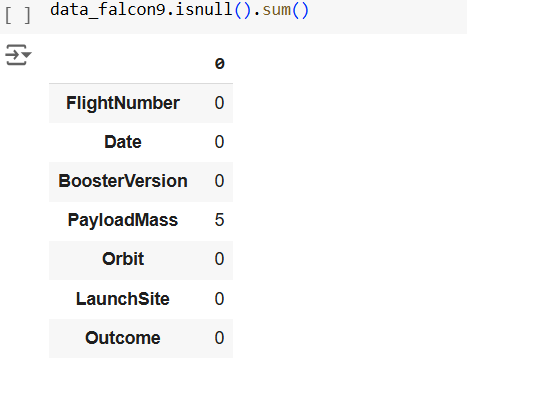 [ ] data_falcon9.isnull().sum()
0
FlightNumber 0
Date 0
BoosterVersion 0
PayloadMass 5
Orbit 0
LaunchSite 0
Outcome 0